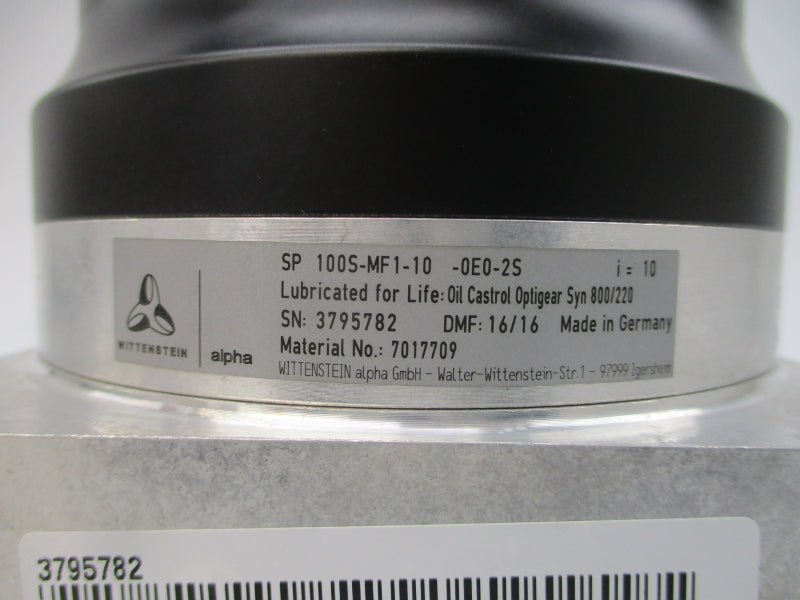 SP 100S-MF1-10 -0E0-2S i = 10
Lubricated for Life: Oil Castrol Optigear Syn 800/220
SN: 3795782 DMF: 16/16 Made in Germany
Material No.: 7017709
WITTENSTEIN alpha GmbH - Walter-Wittenstein-Str.1 - 97999 Igersheim
WITTENSTEIN
alpha
3795782